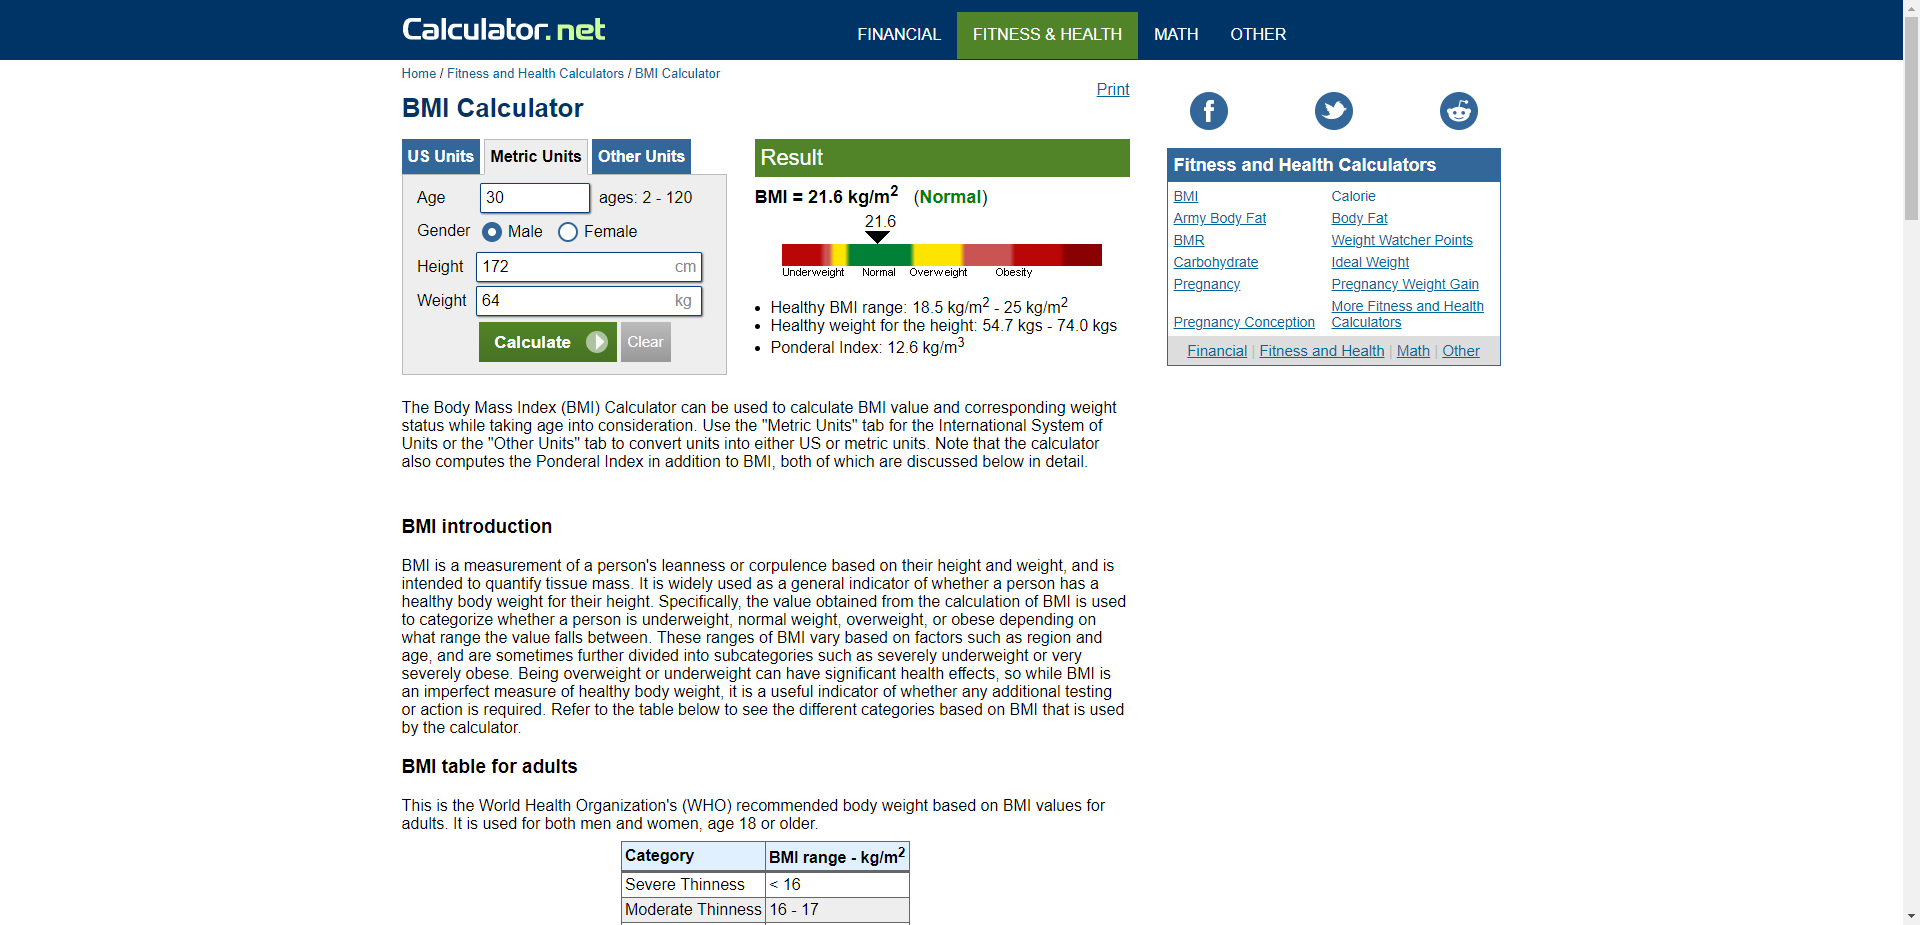 Calculator.net
FINANCIAL
FITNESS & HEALTH
MATH
OTHER
Home / Fitness and Health Calculators / BMI Calculator
Print
BMI Calculator
US Units
Metric Units
Other Units
Age
30
ages: 2 - 120
Gender
Male
Female
Height
172
cm
Weight
64
kg
Calculate
Clear
Result
BMI = 21.6 kg/m² (Normal)
21.6
Underweight
Normal
Overweight
Obesity
• Healthy BMI range: 18.5 kg/m² - 25 kg/m²
• Healthy weight for the height: 54.7 kgs - 74.0 kgs
• Ponderal Index: 12.6 kg/m³
The Body Mass Index (BMI) Calculator can be used to calculate BMI value and corresponding weight
status while taking age into consideration. Use the "Metric Units" tab for the International System of
Units or the "Other Units" tab to convert units into either US or metric units. Note that the calculator
also computes the Ponderal Index in addition to BMI, both of which are discussed below in detail.
BMI introduction
BMI is a measurement of a person's leanness or corpulence based on their height and weight, and is
intended to quantify tissue mass. It is widely used as a general indicator of whether a person has a
healthy body weight for their height. Specifically, the value obtained from the calculation of BMI is used
to categorize whether a person is underweight, normal weight, overweight, or obese depending on
what range the value falls between. These ranges of BMI vary based on factors such as region and
age, and are sometimes further divided into subcategories such as severely underweight or very
severely obese. Being overweight or underweight can have significant health effects, so while BMI is
an imperfect measure of healthy body weight, it is a useful indicator of whether any additional testing
or action is required. Refer to the table below to see the different categories based on BMI that is used
by the calculator.
BMI table for adults
This is the World Health Organization's (WHO) recommended body weight based on BMI values for
adults. It is used for both men and women, age 18 or older.
Category BMI range - kg/m²
Severe Thinness < 16
Moderate Thinness 16 - 17
Fitness and Health Calculators
BMI Calorie
Army Body Fat Body Fat
BMR Weight Watcher Points
Carbohydrate Ideal Weight
Pregnancy Pregnancy Weight Gain
Pregnancy Conception More Fitness and Health
Calculators
Financial | Fitness and Health | Math | Other